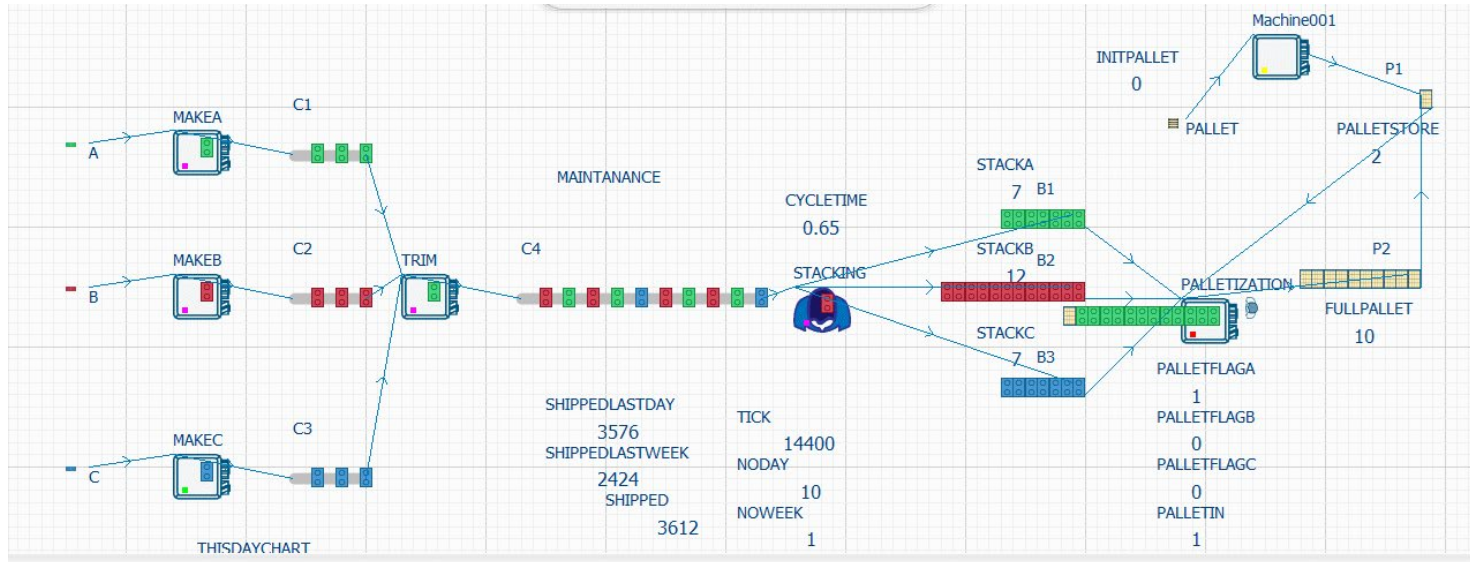 Machine001
INITPALLET
0
P1
C1
MAKEA
PALLET
PALLETSTORE
2
A
MAINTANANCE
STACKA
7
B1
CYCLETIME
0.65
C2
MAKEB
TRIM
C4
STACKB
12
B2
P2
STACKING
PALLETIZATION
B
FULLPALLET
10
STACKC
7
B3
PALLETFLAGA
1
SHIPPEDLASTDAY
3576
TICK
14400
PALLETFLAGB
0
C3
MAKEC
SHIPPEDLASTWEEK
2424
NODAY
10
PALLETFLAGC
0
C
SHIPPED
3612
NOWEEK
1
PALLETIN
1
THISDAYCHART